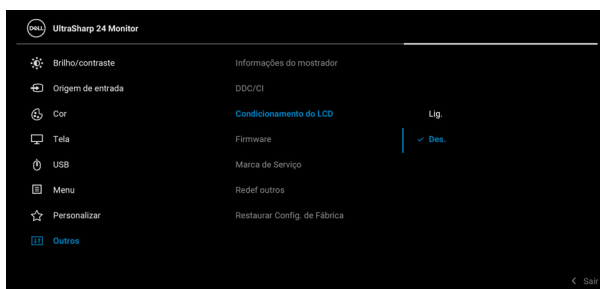 DELL UltraSharp 24 Monitor
Brilho/contraste Informações do mostrador
Origem de entrada DDC/CI
Cor Condicionamento do LCD Lig.
Tela Firmware Des.
USB Marca de Serviço
Menu Redef outros
Personalizar Restaurar Config. de Fábrica
Outros
Sair